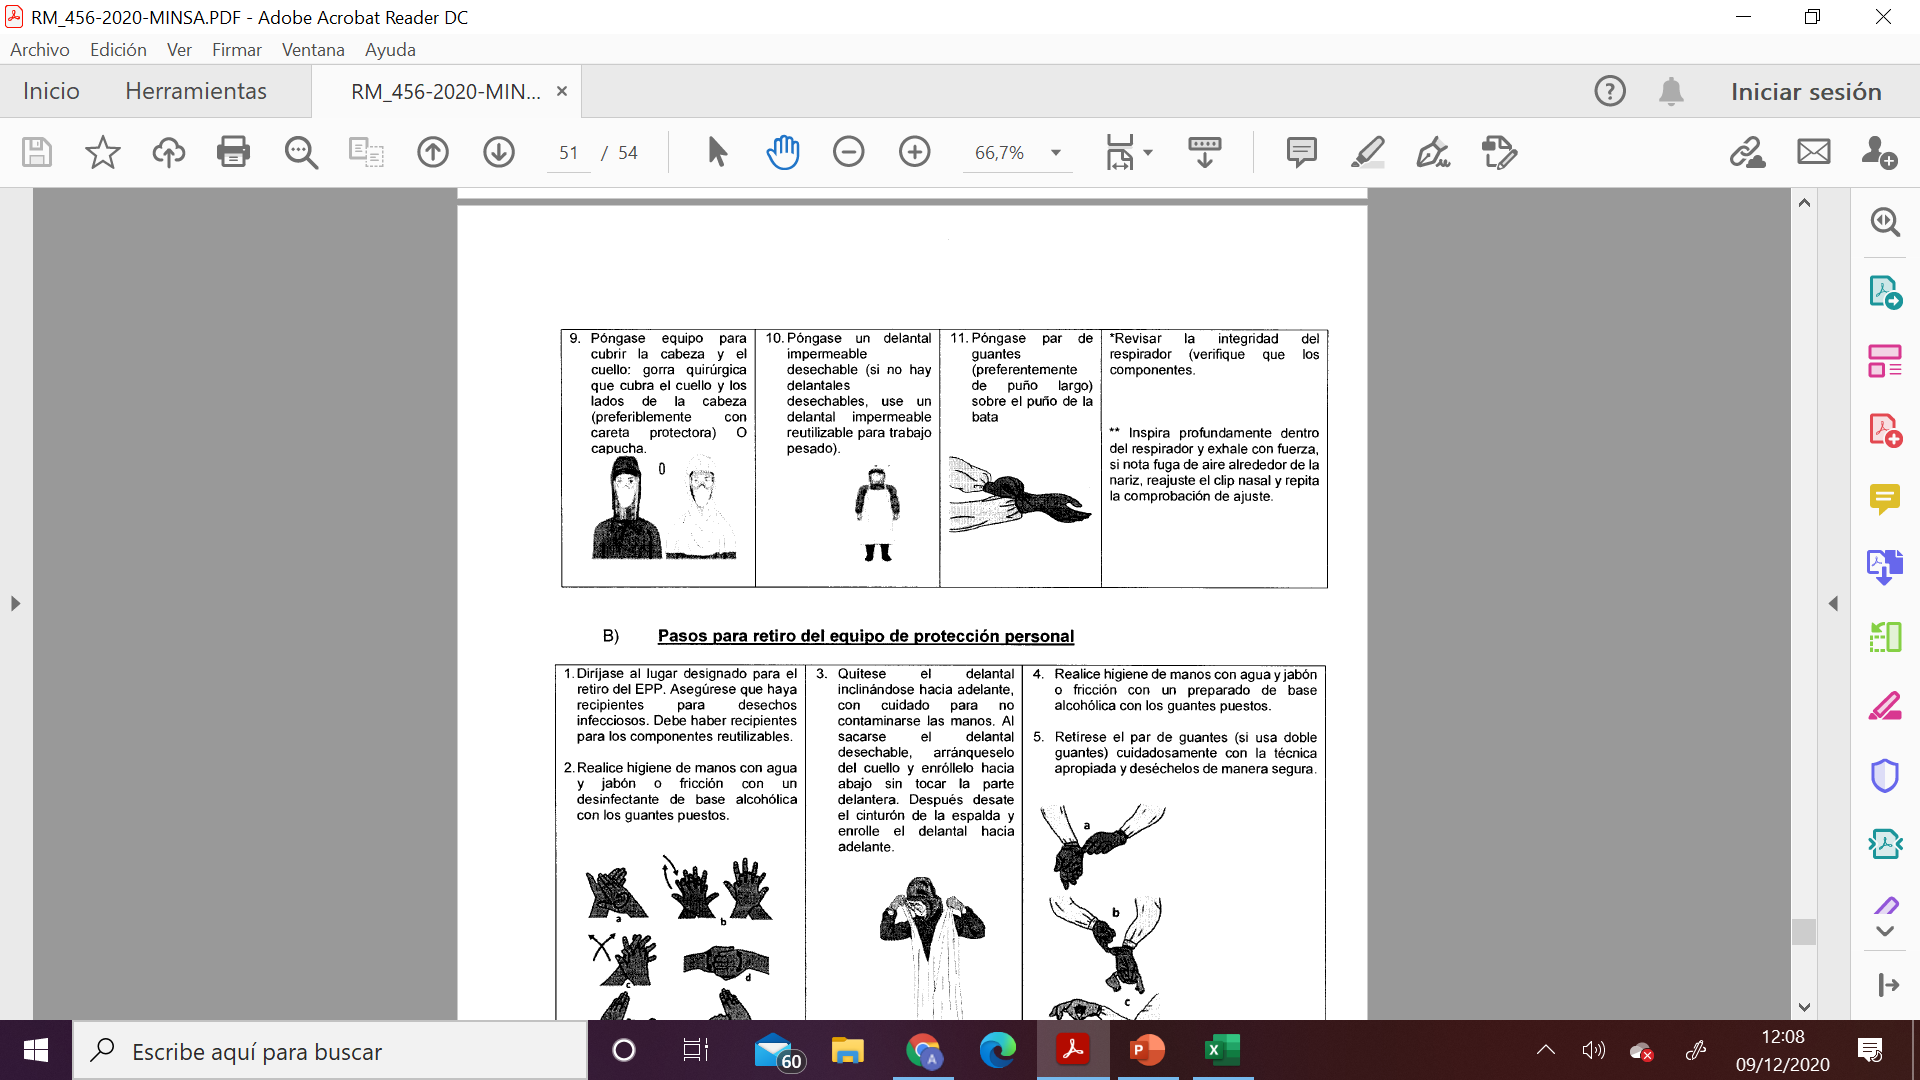 RM_456-2020-MINSA.PDF - Adobe Acrobat Reader DC
Archivo Edición Ver Firmar Ventana Ayuda
Inicio Herramientas RM_456-2020-MIN... × Iniciar sesión
51 / 54 66,7%
9. Póngase equipo para
cubrir la cabeza y el
cuello: gorra quirúrgica
que cubra el cuello y los
lados de la cabeza
(preferiblemente con
careta protectora) O
capucha.
O
10. Póngase un delantal
impermeable
desechable (si no hay
delantales
desechables, use un
delantal impermeable
reutilizable para trabajo
pesado).
11. Póngase par de
guantes
(preferentemente
de puño largo)
sobre el puño de la
bata
*Revisar la integridad del
respirador (verifique que los
componentes.
** Inspira profundamente dentro
del respirador y exhale con fuerza,
si nota fuga de aire alrededor de la
nariz, reajuste el clip nasal y repita
la comprobación de ajuste.
B) Pasos para retiro del equipo de protección personal
1. Diríjase al lugar designado para el
retiro del EPP. Asegúrese que haya
recipientes para desechos
infecciosos. Debe haber recipientes
para los componentes reutilizables.
2. Realice higiene de manos con agua
y jabón o fricción con un
desinfectante de base alcohólica
con los guantes puestos.
a
b
c
d
3. Quítese el delantal
inclinándose hacia adelante,
con cuidado para no
contaminarse las manos. Al
sacarse el delantal
desechable, arránqueselo
del cuello y enróllelo hacia
abajo sin tocar la parte
delantera. Después desate
el cinturón de la espalda y
enrolle el delantal hacia
adelante.
4. Realice higiene de manos con agua y jabón
o fricción con un preparado de base
alcohólica con los guantes puestos.
5. Retírese el par de guantes (si usa doble
guantes) cuidadosamente con la técnica
apropiada y deséchelos de manera segura.
a
b
c
Escribe aquí para buscar
60
A
12:08
09/12/2020